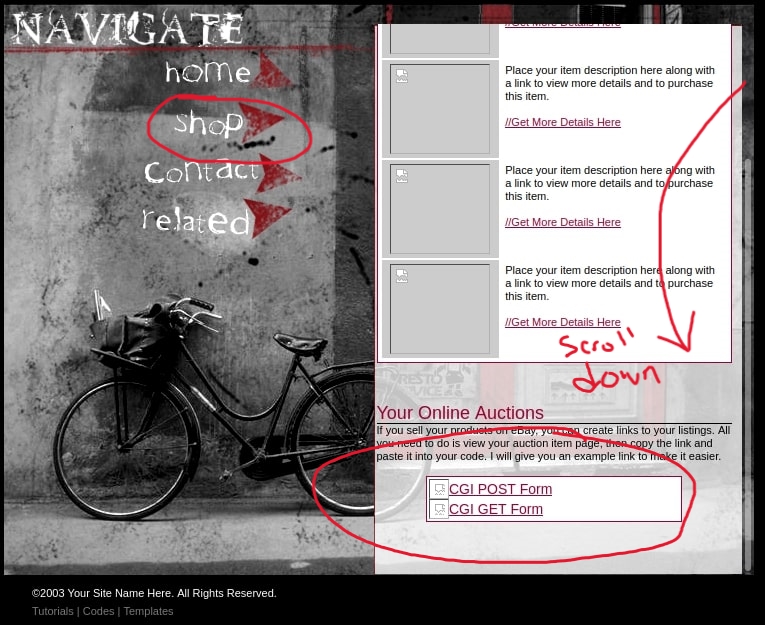 NAVIGATE
home
shop
contact
related
//Get More Details Here
Place your item description here along with
a link to view more details and to purchase
this item.
//Get More Details Here
Place your item description here along with
a link to view more details and to purchase
this item.
//Get More Details Here
Place your item description here along with
a link to view more details and to purchase
this item.
//Get More Details Here
Scroll
down
Your Online Auctions
If you sell your products on eBay, you can create links to your listings. All
you need to do is view your auction item page, then copy the link and
paste it into your code. I will give you an example link to make it easier.
CGI POST Form
CGI GET Form
©2003 Your Site Name Here. All Rights Reserved.
Tutorials | Codes | Templates